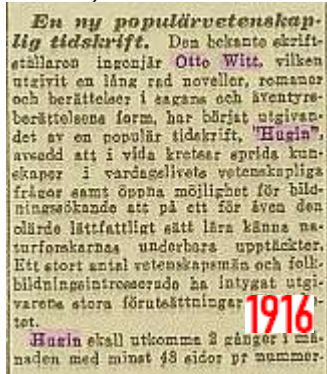 En ny populärvetenskap-
lig tidskrift. Den bekante skrift-
ställaren ingenjör Otto Witt, vilken
utgivit en lång rad noveller, romaner
och berättelser i sagans och äventyrs-
berättelsens form, har börjat utgivan-
det av en populär tidskrift, "Hugin",
avsedd att i vida kretsar sprida kun-
skaper i vardagslivets vetenskapliga
frågor samt öppna möjlighet för bild-
ningssökande att på ett för även den
olärde lättfattligt sätt lära känna na-
turforskarnas underbara upptäckter.
Ett stort antal vetenskapsmän och folk-
bildningsintresserade ha intygat utgi-
varens stora förutsättningar
tet.
1916
Hugin skall utkomma 2 gånger i må-
naden med minst 48 sidor pr nummer.